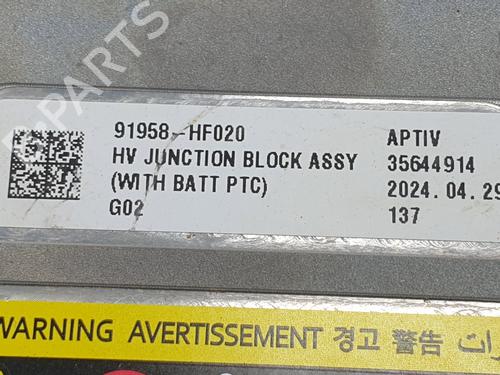 91958-HF020
HV JUNCTION BLOCK ASSY
(WITH BATT PTC)
G02
APTIV
35644914
2024.04.29
137
WARNING AVERTISSEMENT 경고 警告
B-PARTS